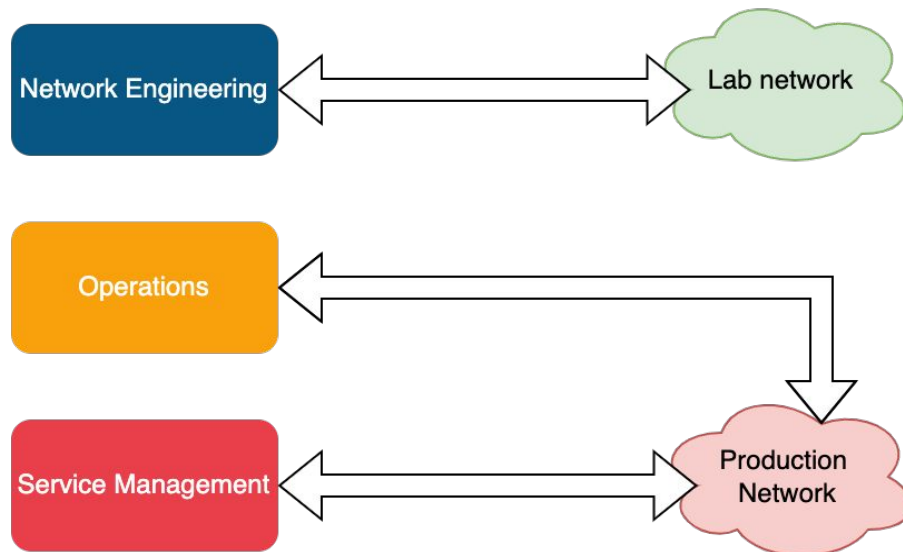 Network Engineering
Lab network
Operations
Service Management
Production
Network